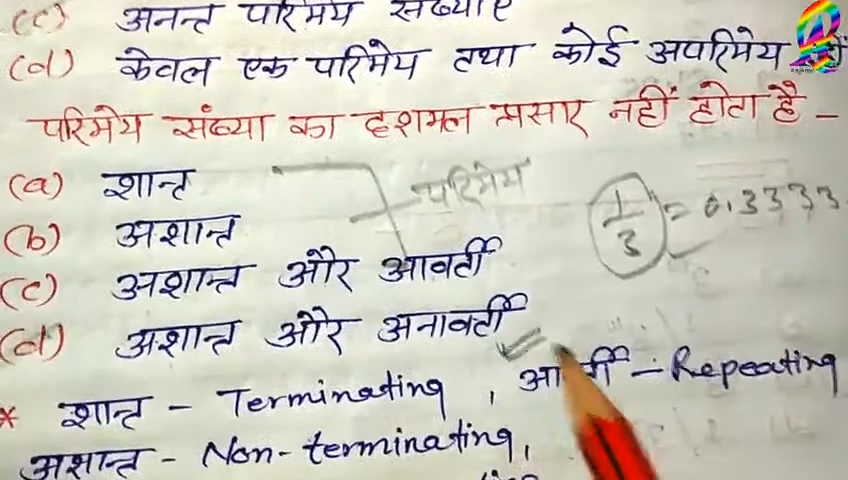 (c) अनन्त परिमेय संख्याएँ
(d) केवल एक परिमेय तथा कोई अपरिमेय
परिमेय संख्या का दशमलव प्रसार नहीं होता है -
(a) शान्त
परिमेय
1/3 = 0.3333
(b) अशान्त
(c) अशान्त और आवर्ती
(d) अशान्त और अनावर्ती
* शान्त - Terminating, आवर्ती - Repeating
अशान्त - Non-terminating,